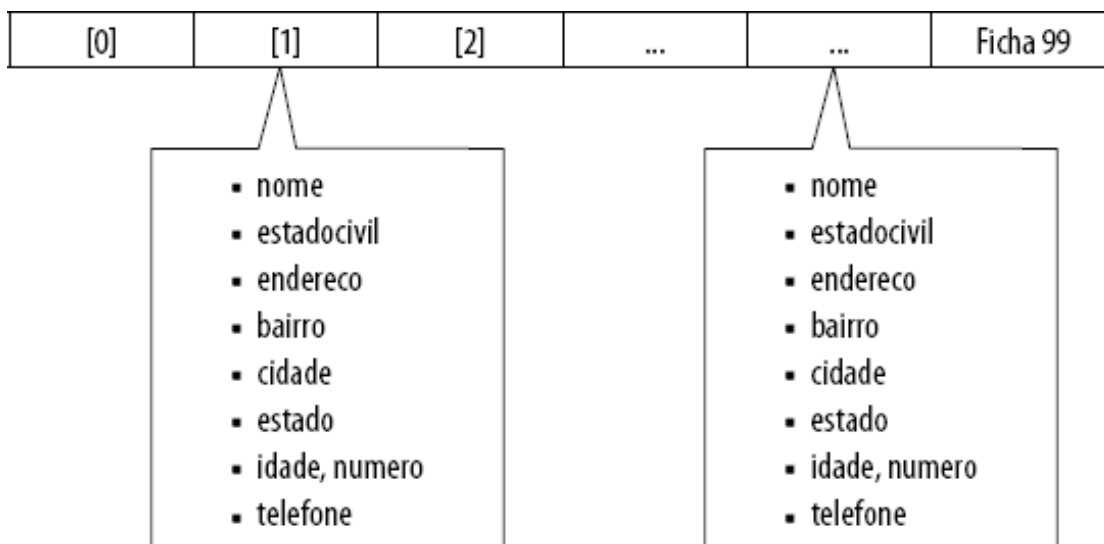 [0] [1] [2] ... ... Ficha 99
▪ nome
▪ estadocivil
▪ endereco
▪ bairro
▪ cidade
▪ estado
▪ idade, numero
▪ telefone
▪ nome
▪ estadocivil
▪ endereco
▪ bairro
▪ cidade
▪ estado
▪ idade, numero
▪ telefone